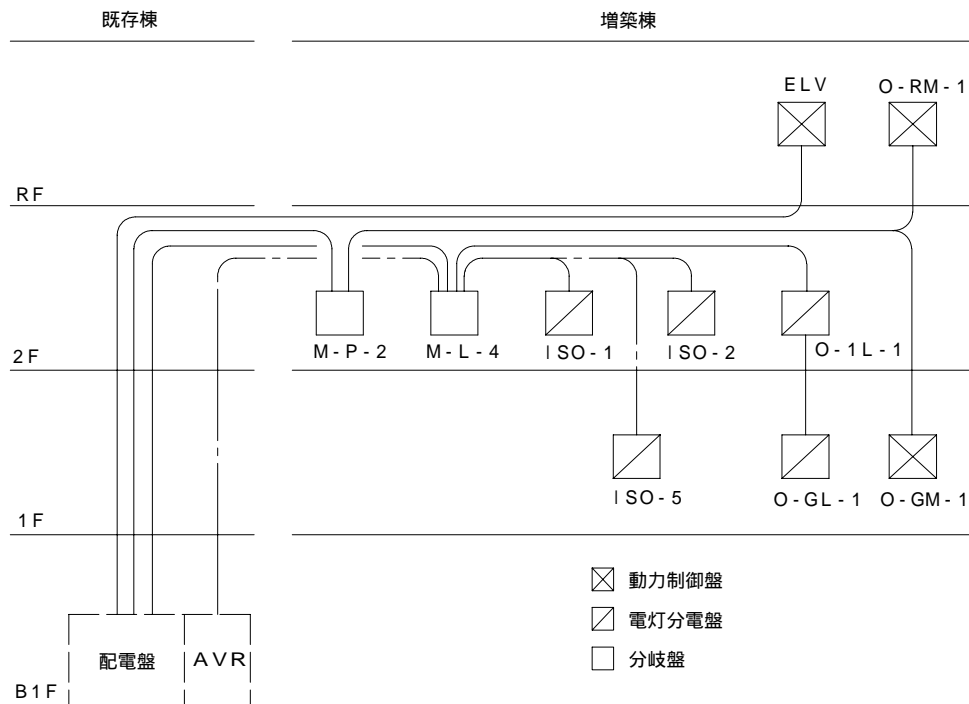 既存棟
増築棟
ELV
O-RM-1
RF
M-P-2
M-L-4
ISO-1
ISO-2
O-1L-1
2F
ISO-5
O-GL-1
O-GM-1
1F
動力制御盤
電灯分電盤
分岐盤
配電盤
AVR
B1F